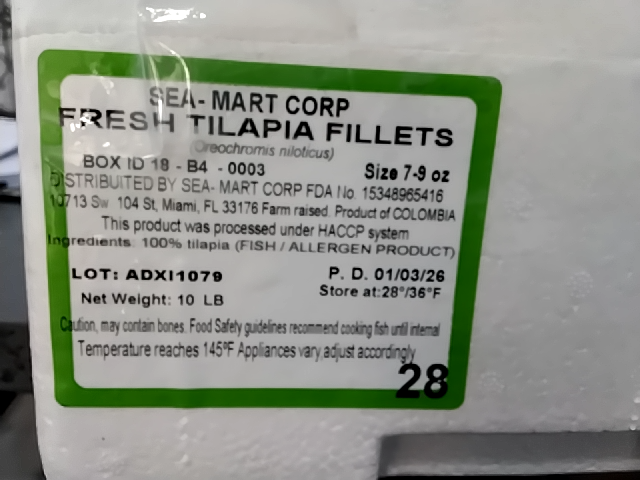 SEA- MART CORP
FRESH TILAPIA FILLETS
(Oreochromis niloticus)
BOX ID 18 - B4 - 0003 Size 7-9 oz
DISTRIBUTED BY SEA- MART CORP FDA No. 15348965416
10713 Sw 104 St, Miami, FL 33176 Farm raised. Product of COLOMBIA
This product was processed under HACCP system
Ingredients: 100% tilapia (FISH / ALLERGEN PRODUCT)
LOT: ADXI1079 P. D. 01/03/26
Net Weight: 10 LB Store at:28°/36°F
Caution, may contain bones. Food Safety guidelines recommend cooking fish until internal
Temperature reaches 145ºF Appliances vary,adjust accordingly
28